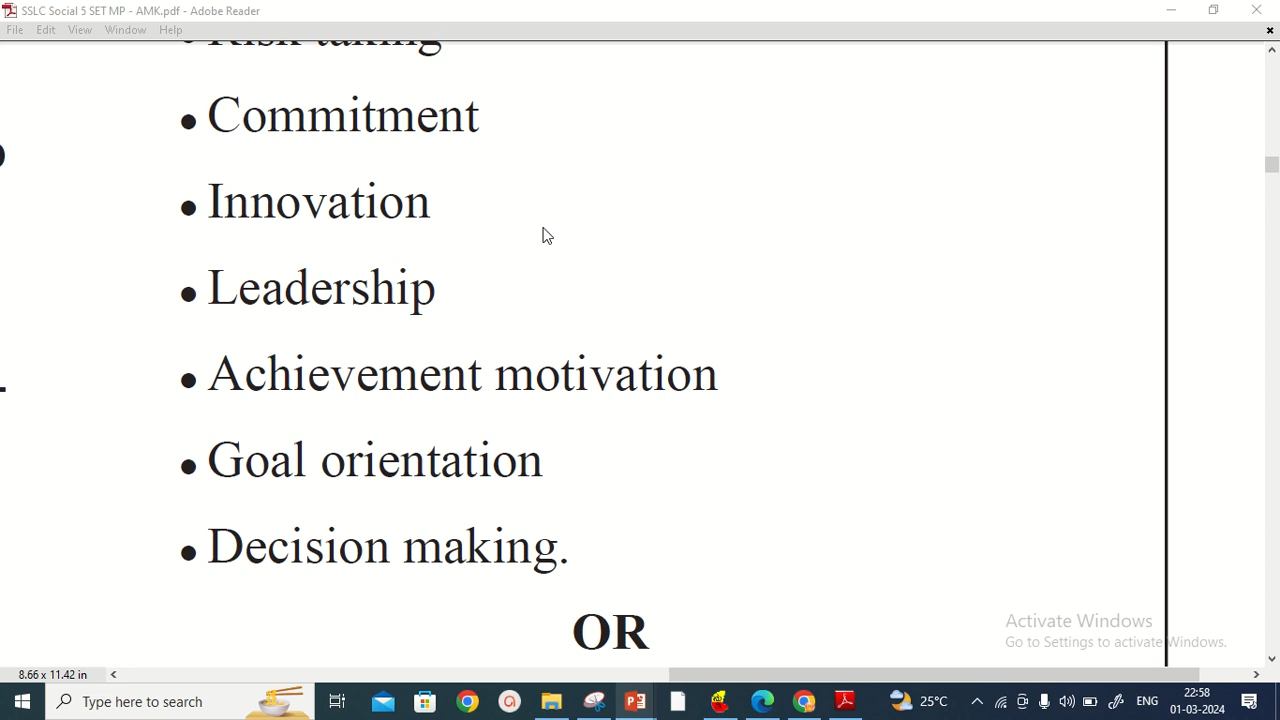 SSLC Social 5 SET MP - AMK.pdf - Adobe Reader
File Edit View Window Help
• Risk taking
• Commitment
• Innovation
• Leadership
• Achievement motivation
• Goal orientation
• Decision making.
OR
Activate Windows
Go to Settings to activate Windows.
8.66 x 11.42 in
Type here to search
25°C
ENG
22:58
01-03-2024